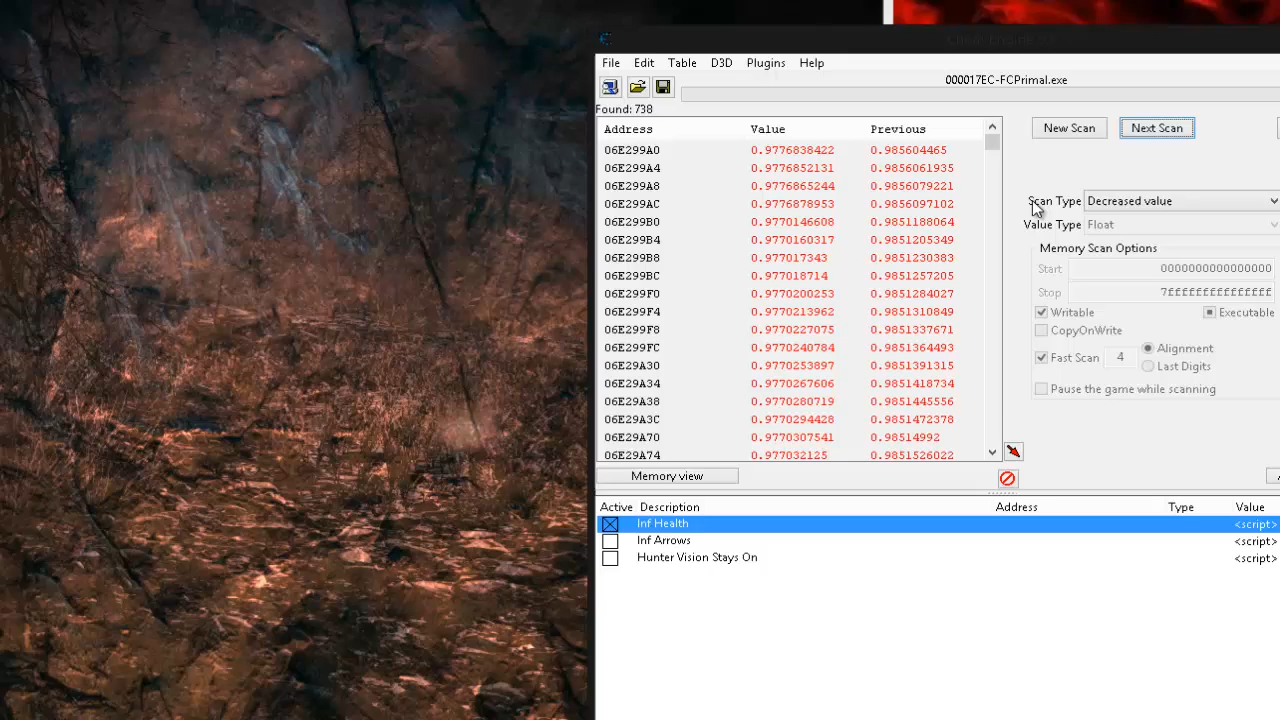 File Edit Table D3D Plugins Help
000017EC-FCPrimal.exe
Found: 738
Address Value Previous
06E299A0 0.9776838422 0.985604465
06E299A4 0.9776852131 0.9856061935
06E299A8 0.9776865244 0.9856079221
06E299AC 0.9776878953 0.9856097102
06E299B0 0.9770146608 0.9851188064
06E299B4 0.9770160317 0.9851205349
06E299B8 0.977017343 0.9851230383
06E299BC 0.977018714 0.9851257205
06E299F0 0.9770200253 0.9851284027
06E299F4 0.9770213962 0.9851310849
06E299F8 0.9770227075 0.9851337671
06E299FC 0.9770240784 0.9851364493
06E29A30 0.9770253897 0.9851391315
06E29A34 0.9770267606 0.9851418734
06E29A38 0.9770280719 0.9851445556
06E29A3C 0.9770294428 0.9851472378
06E29A70 0.9770307541 0.98514992
06E29A74 0.977032125 0.9851526022
New Scan Next Scan
Scan Type Decreased value
Value Type Float
Memory Scan Options
Start 0000000000000000
Stop 7fffffffffffffff
Writable Executable
CopyOnWrite
Fast Scan 4 Alignment
Last Digits
Pause the game while scanning
Memory view
Active Description Address Type Value
Inf Health <script>
Inf Arrows <script>
Hunter Vision Stays On <script>